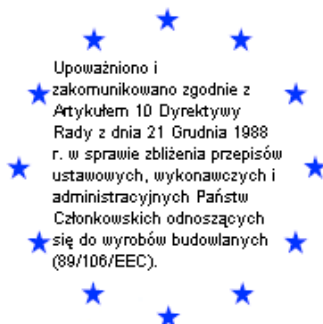 Upoważniono i
zakomunikowano zgodnie z
Artykułem 10 Dyrektywy
Rady z dnia 21 Grudnia 1988
r. w sprawie zbliżenia przepisów
ustawowych, wykonawczych i
administracyjnych Państw
Członkowskich odnoszących
się do wyrobów budowlanych
(89/106/EEC).